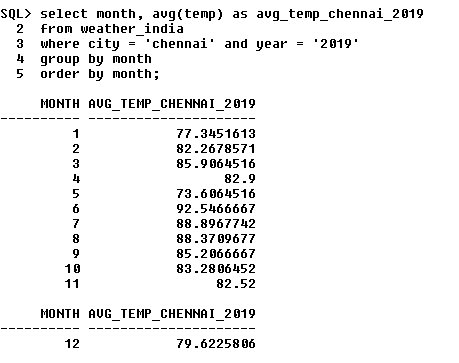 SQL> select month, avg(temp) as avg_temp_chennai_2019
2 from weather_india
3 where city = 'chennai' and year = '2019'
4 group by month
5 order by month;
MONTH AVG_TEMP_CHENNAI_2019
---------- ---------------------
1 77.3451613
2 82.2678571
3 85.9064516
4 82.9
5 73.6064516
6 92.5466667
7 88.8967742
8 88.3709677
9 85.2066667
10 83.2806452
11 82.52
MONTH AVG_TEMP_CHENNAI_2019
---------- ---------------------
12 79.6225806